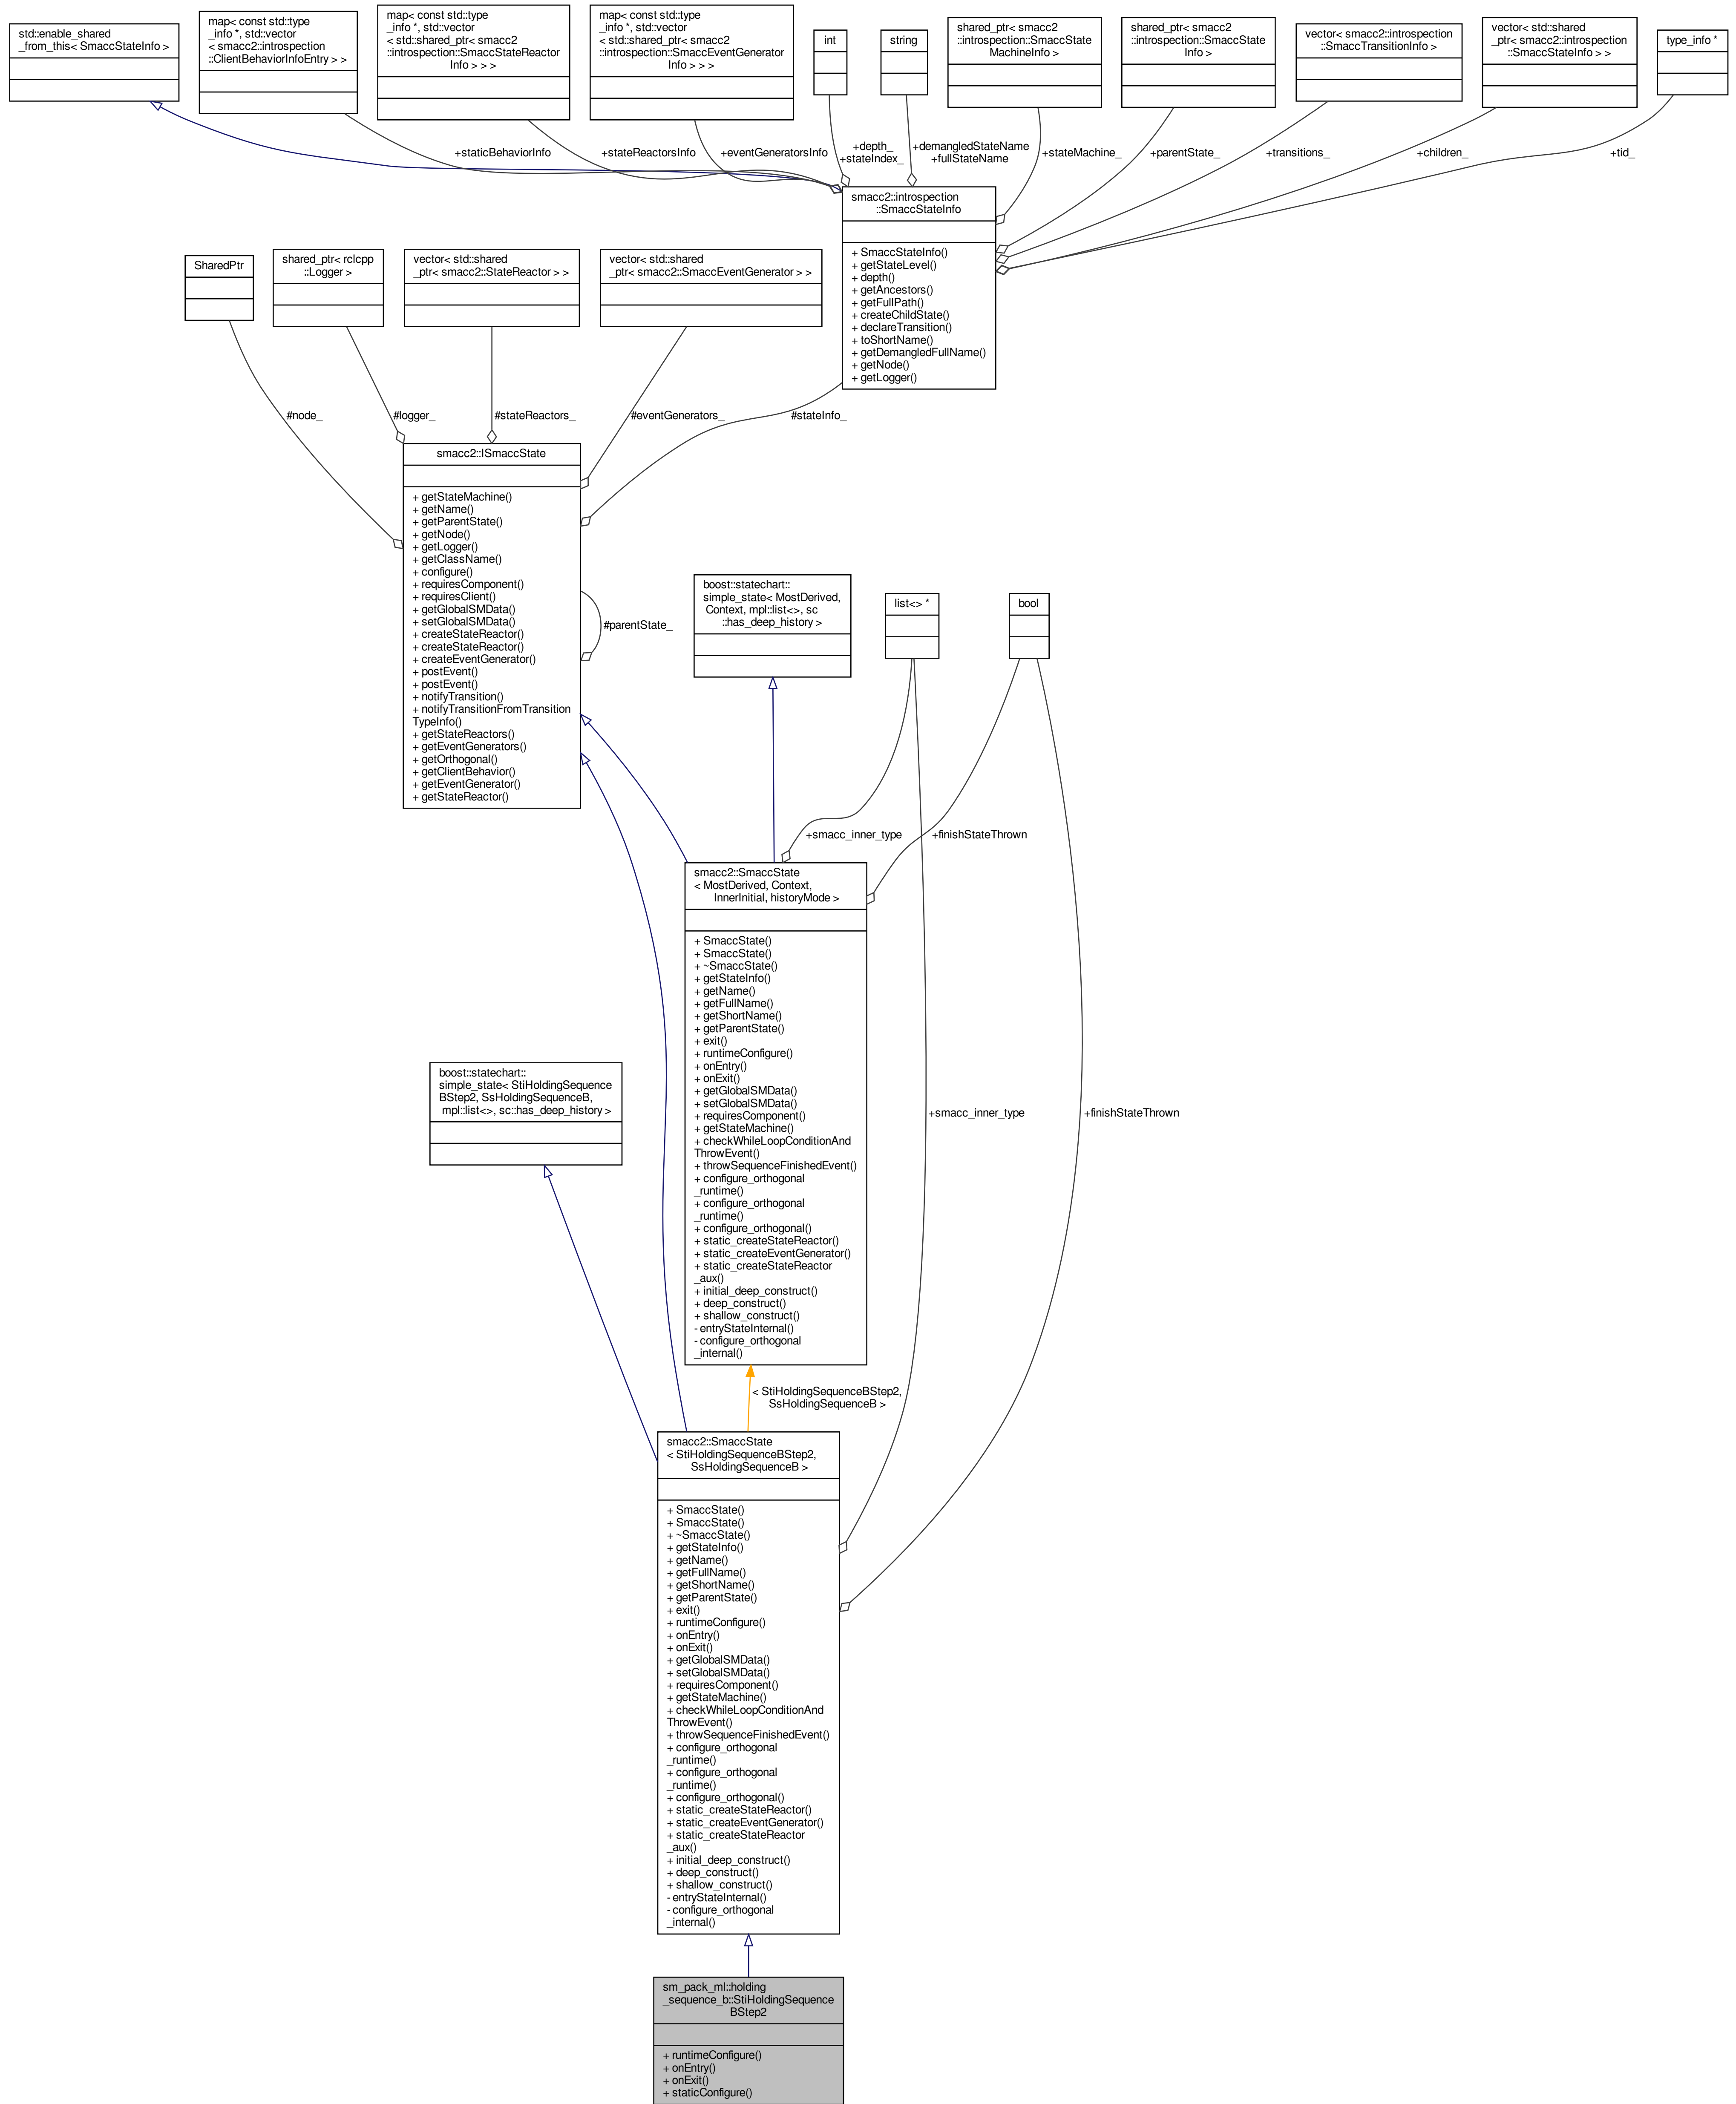 std::enable_shared
_from_this< SmaccStateInfo >
map< const std::type
_info *, std::vector
< smacc2::introspection
::ClientBehaviorInfoEntry > >
map< const std::type
_info *, std::vector
< std::shared_ptr< smacc2
::introspection::SmaccStateReactor
Info > > >
map< const std::type
_info *, std::vector
< std::shared_ptr< smacc2
::introspection::SmaccEventGenerator
Info > > >
int
string
shared_ptr< smacc2
::introspection::SmaccState
MachineInfo >
shared_ptr< smacc2
::introspection::SmaccState
Info >
vector< smacc2::introspection
::SmaccTransitionInfo >
vector< std::shared
_ptr< smacc2::introspection
::SmaccStateInfo > >
type_info *
+staticBehaviorInfo
+stateReactorsInfo
+eventGeneratorsInfo
+depth_
+stateIndex_
+demangledStateName
+fullStateName
+stateMachine_
+parentState_
+transitions_
+children_
+tid_
smacc2::introspection
::SmaccStateInfo
+ SmaccStateInfo()
+ getStateLevel()
+ depth()
+ getAncestors()
+ getFullPath()
+ createChildState()
+ declareTransition()
+ toShortName()
+ getDemangledFullName()
+ getNode()
+ getLogger()
SharedPtr
shared_ptr< rclcpp
::Logger >
vector< std::shared
_ptr< smacc2::StateReactor > >
vector< std::shared
_ptr< smacc2::SmaccEventGenerator > >
#node_
#logger_
#stateReactors_
#eventGenerators_
#stateInfo_
smacc2::ISmaccState
+ getStateMachine()
+ getName()
+ getParentState()
+ getNode()
+ getLogger()
+ getClassName()
+ configure()
+ requiresComponent()
+ requiresClient()
+ getGlobalSMData()
+ setGlobalSMData()
+ createStateReactor()
+ createStateReactor()
+ createEventGenerator()
+ postEvent()
+ postEvent()
+ notifyTransition()
+ notifyTransitionFromTransition
TypeInfo()
+ getStateReactors()
+ getEventGenerators()
+ getOrthogonal()
+ getClientBehavior()
+ getEventGenerator()
+ getStateReactor()
#parentState_
boost::statechart::
simple_state< MostDerived,
Context, mpl::list<>, sc
::has_deep_history >
list<> *
bool
+smacc_inner_type
+finishStateThrown
smacc2::SmaccState
< MostDerived, Context,
InnerInitial, historyMode >
+ SmaccState()
+ SmaccState()
+ ~SmaccState()
+ getStateInfo()
+ getName()
+ getFullName()
+ getShortName()
+ getParentState()
+ exit()
+ runtimeConfigure()
+ onEntry()
+ onExit()
+ getGlobalSMData()
+ setGlobalSMData()
+ requiresComponent()
+ getStateMachine()
+ checkWhileLoopConditionAnd
ThrowEvent()
+ throwSequenceFinishedEvent()
+ configure_orthogonal
_runtime()
+ configure_orthogonal
_runtime()
+ configure_orthogonal()
+ static_createStateReactor()
+ static_createEventGenerator()
+ static_createStateReactor
_aux()
+ initial_deep_construct()
+ deep_construct()
+ shallow_construct()
- entryStateInternal()
- configure_orthogonal
_internal()
boost::statechart::
simple_state< StiHoldingSequence
BStep2, SsHoldingSequenceB,
mpl::list<>, sc::has_deep_history >
+smacc_inner_type
+finishStateThrown
< StiHoldingSequenceBStep2,
SsHoldingSequenceB >
smacc2::SmaccState
< StiHoldingSequenceBStep2,
SsHoldingSequenceB >
+ SmaccState()
+ SmaccState()
+ ~SmaccState()
+ getStateInfo()
+ getName()
+ getFullName()
+ getShortName()
+ getParentState()
+ exit()
+ runtimeConfigure()
+ onEntry()
+ onExit()
+ getGlobalSMData()
+ setGlobalSMData()
+ requiresComponent()
+ getStateMachine()
+ checkWhileLoopConditionAnd
ThrowEvent()
+ throwSequenceFinishedEvent()
+ configure_orthogonal
_runtime()
+ configure_orthogonal
_runtime()
+ configure_orthogonal()
+ static_createStateReactor()
+ static_createEventGenerator()
+ static_createStateReactor
_aux()
+ initial_deep_construct()
+ deep_construct()
+ shallow_construct()
- entryStateInternal()
- configure_orthogonal
_internal()
sm_pack_ml::holding
_sequence_b::StiHoldingSequence
BStep2
+ runtimeConfigure()
+ onEntry()
+ onExit()
+ staticConfigure()